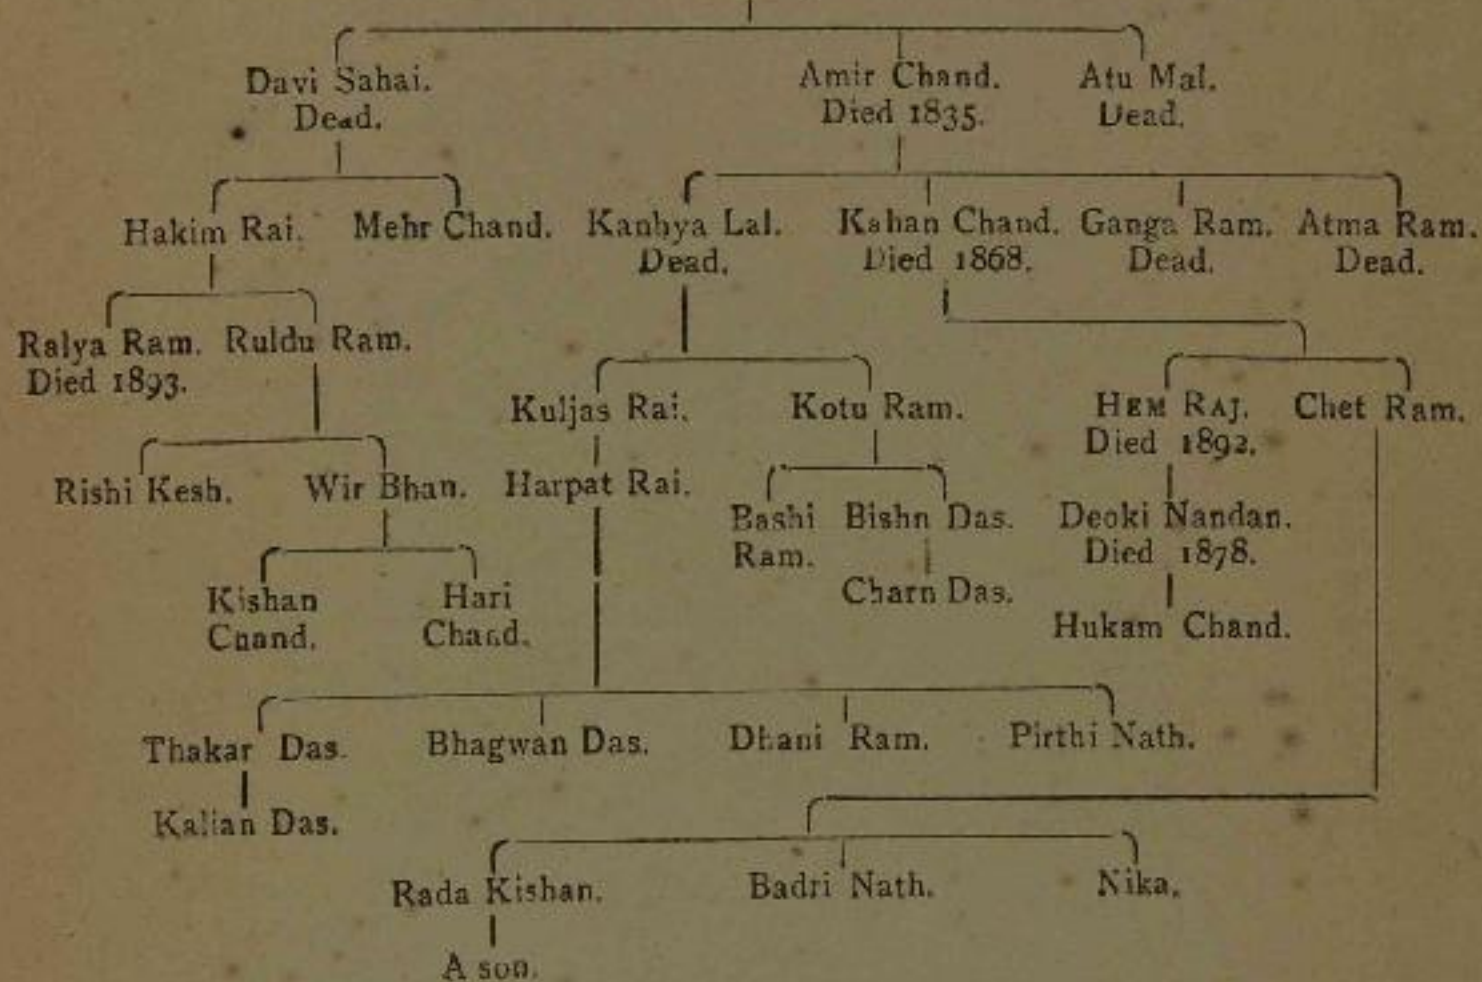 Davi Sahai. Amir Chand. Atu Mal.
Dead. Died 1835. Dead.
Hakim Rai. Mehr Chand. Kanhya Lal. Kahan Chand. Ganga Ram. Atma Ram.
Dead. Died 1868. Dead. Dead.
Ralya Ram. Ruldu Ram.
Died 1893.
Kuljas Rai. Kotu Ram. HEM RAJ. Chet Ram.
Died 1892.
Rishi Kesh. Wir Bhan. Harpat Rai.
Bashi Bishn Das. Deoki Nandan.
Ram. Died 1878.
Kishan Hari Charn Das.
Chand. Chand. Hukam Chand.
Thakar Das. Bhagwan Das. Dhani Ram. Pirthi Nath.
Kalian Das.
Rada Kishan. Badri Nath. Nika.
A son.